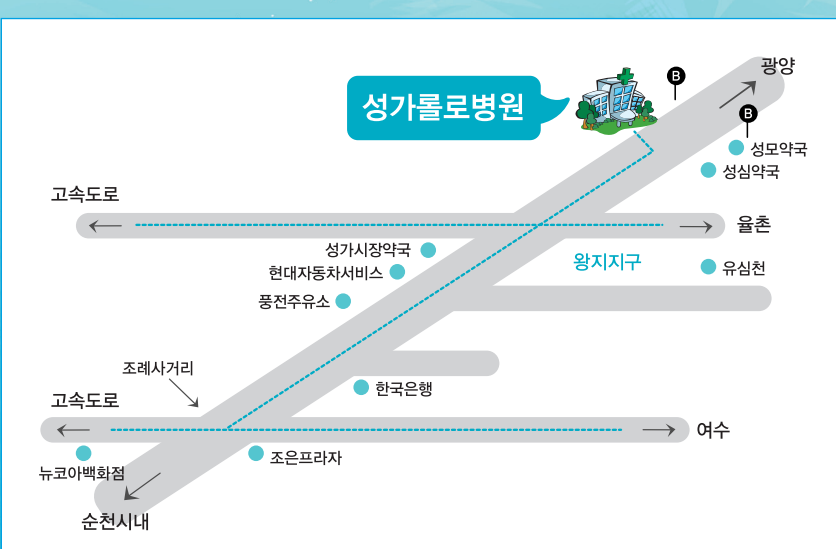 광양
B
성가롤로병원
B
성모약국
성심약국
고속도로
율촌
성가시장약국
왕지지구
유심천
현대자동차서비스
풍전주유소
조례사거리
한국은행
고속도로
여수
조은프라자
뉴코아백화점
순천시내